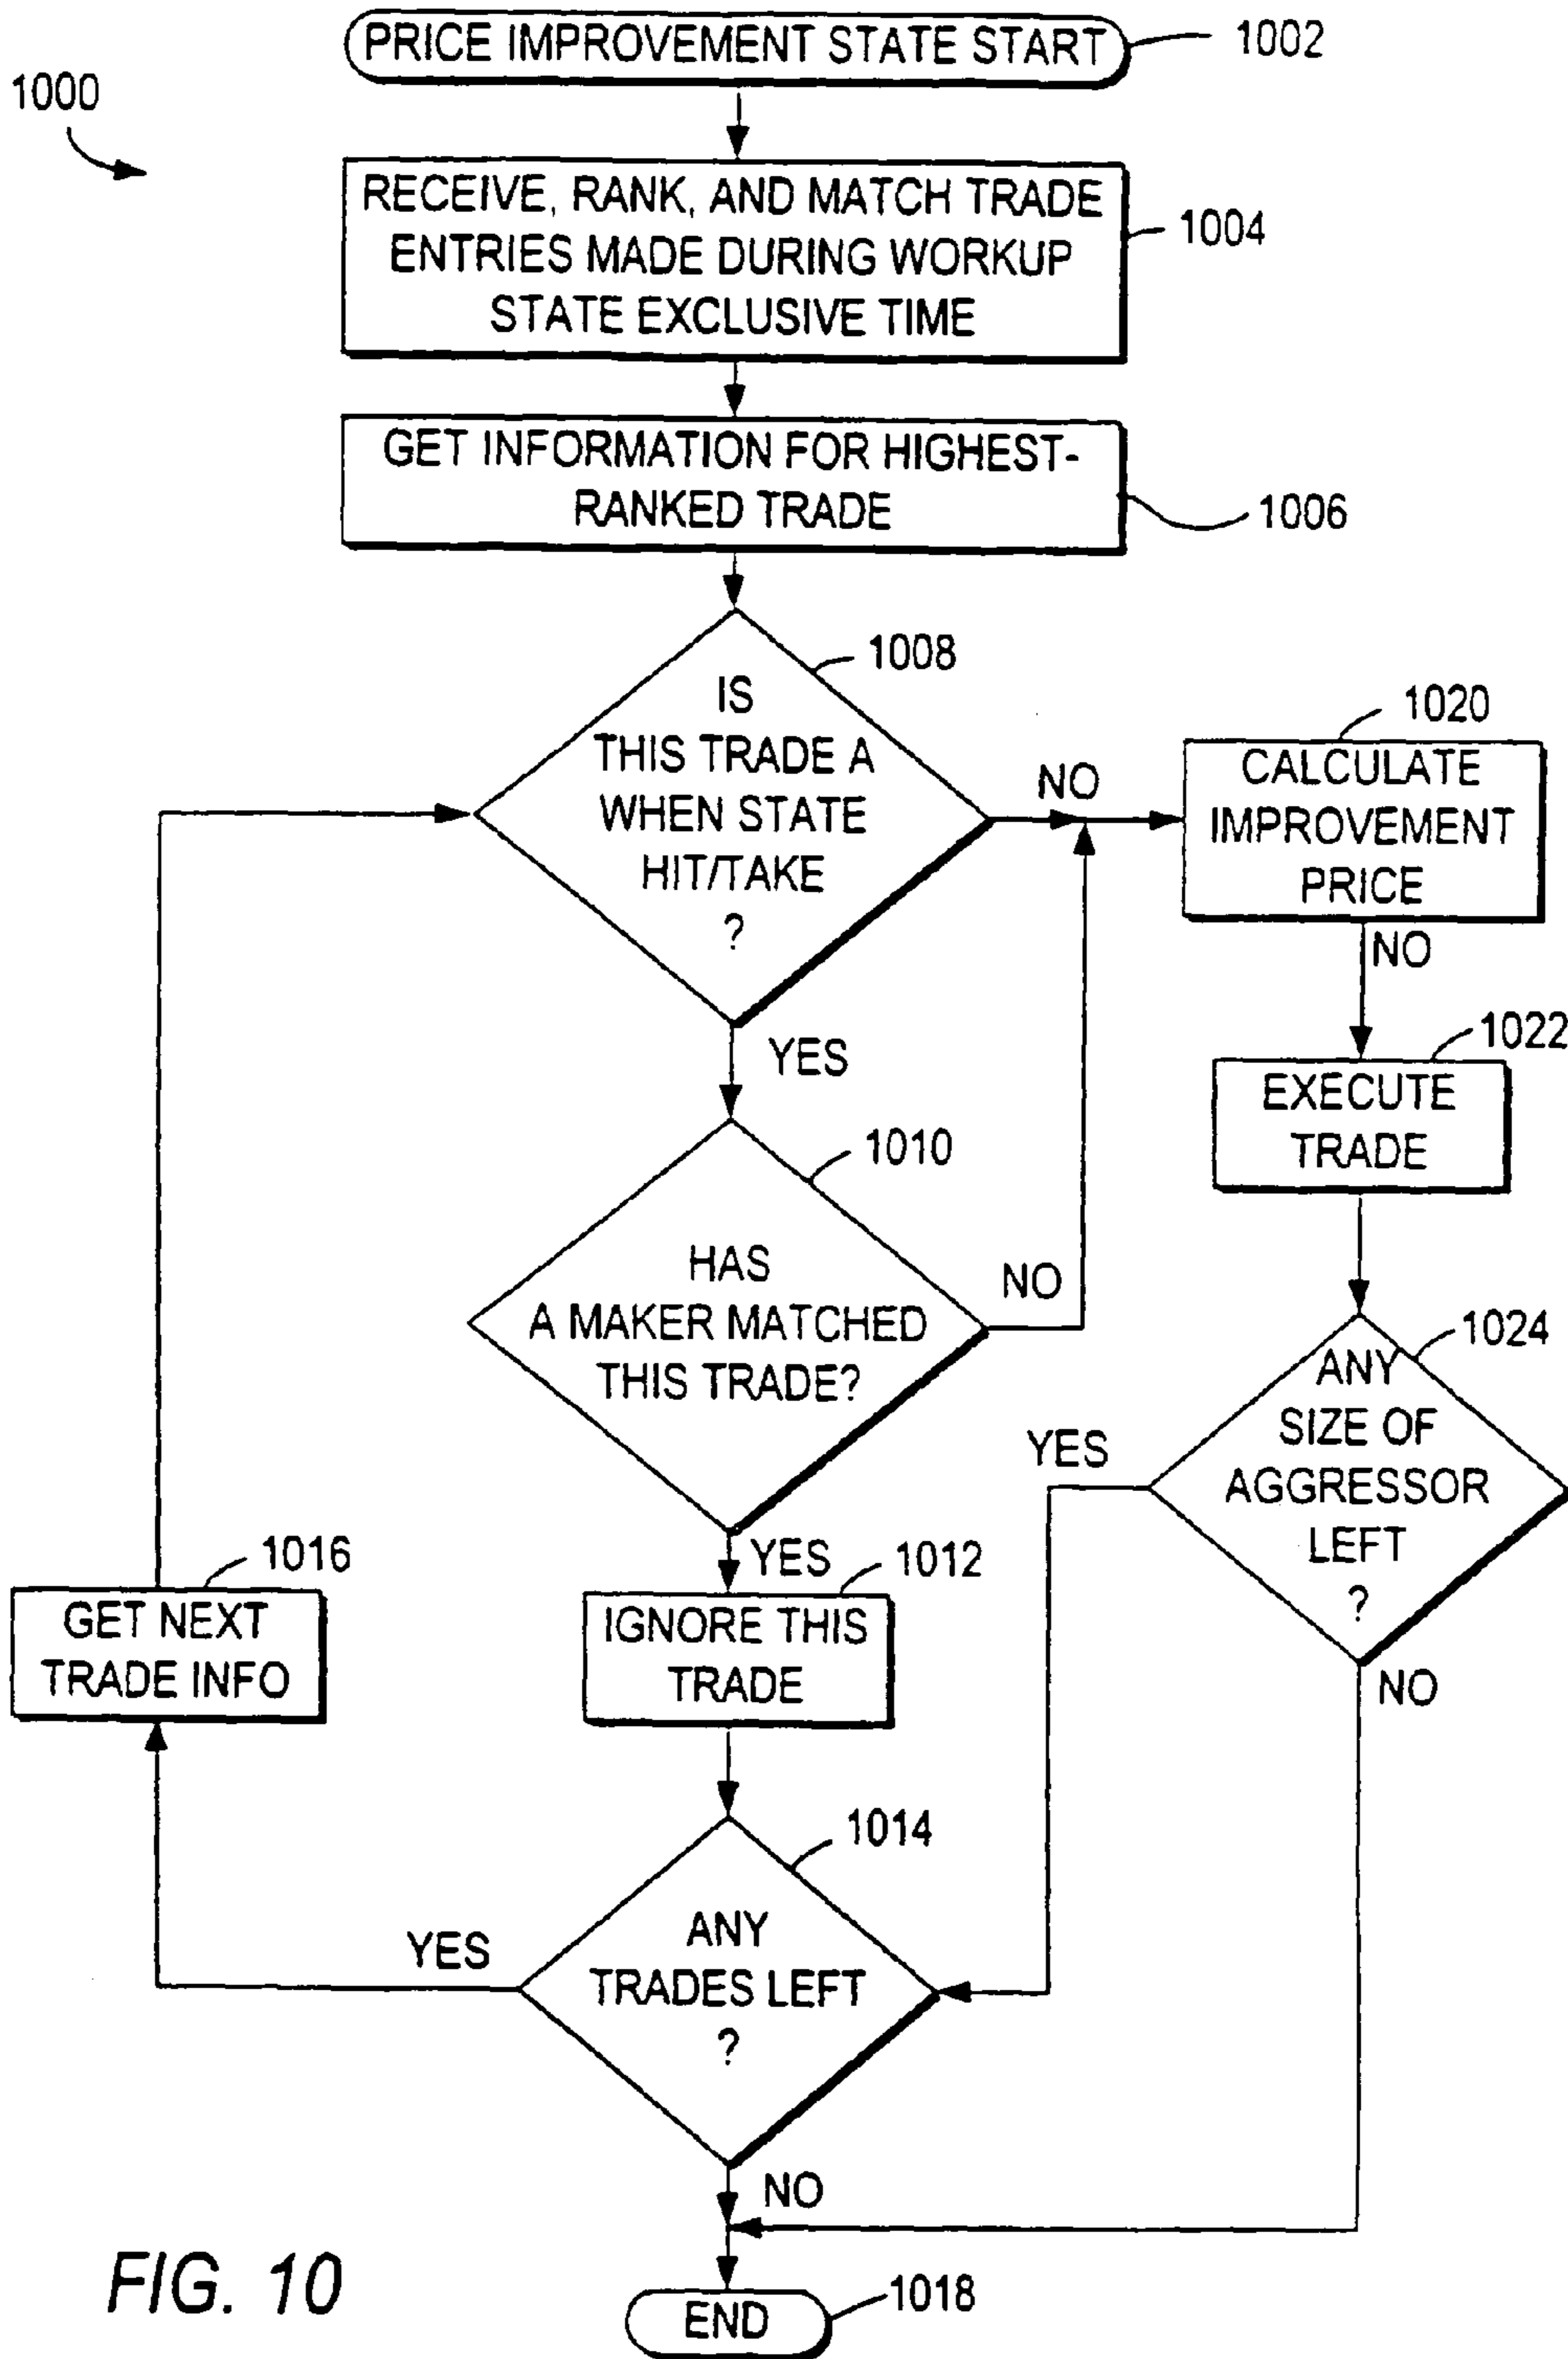 PRICE IMPROVEMENT STATE START
1002
1000
RECEIVE, RANK, AND MATCH TRADE
ENTRIES MADE DURING WORKUP
STATE EXCLUSIVE TIME
1004
GET INFORMATION FOR HIGHEST-
RANKED TRADE
1006
1008
IS
THIS TRADE A
WHEN STATE
HIT/TAKE
?
NO
1020
CALCULATE
IMPROVEMENT
PRICE
NO
YES
1022
EXECUTE
TRADE
1010
HAS
A MAKER MATCHED
THIS TRADE?
NO
1024
ANY
SIZE OF
AGGRESSOR
LEFT
?
YES
NO
YES
1012
IGNORE THIS
TRADE
1016
GET NEXT
TRADE INFO
1014
ANY
TRADES LEFT
?
YES
NO
END
1018
FIG. 10